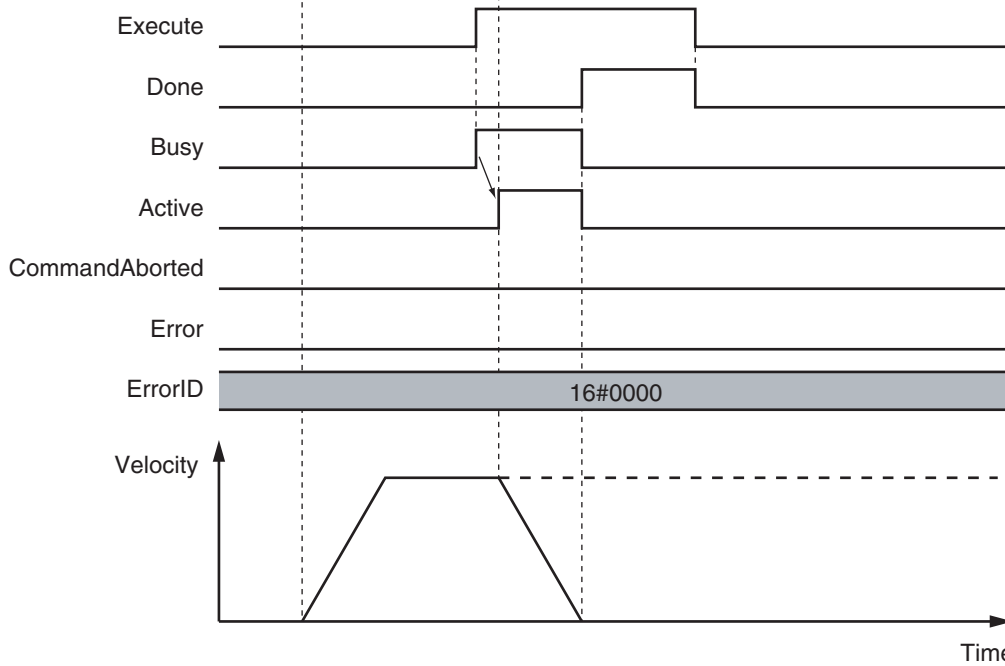 Execute
Done
Busy
Active
CommandAborted
Error
ErrorID
16#0000
Velocity
Time